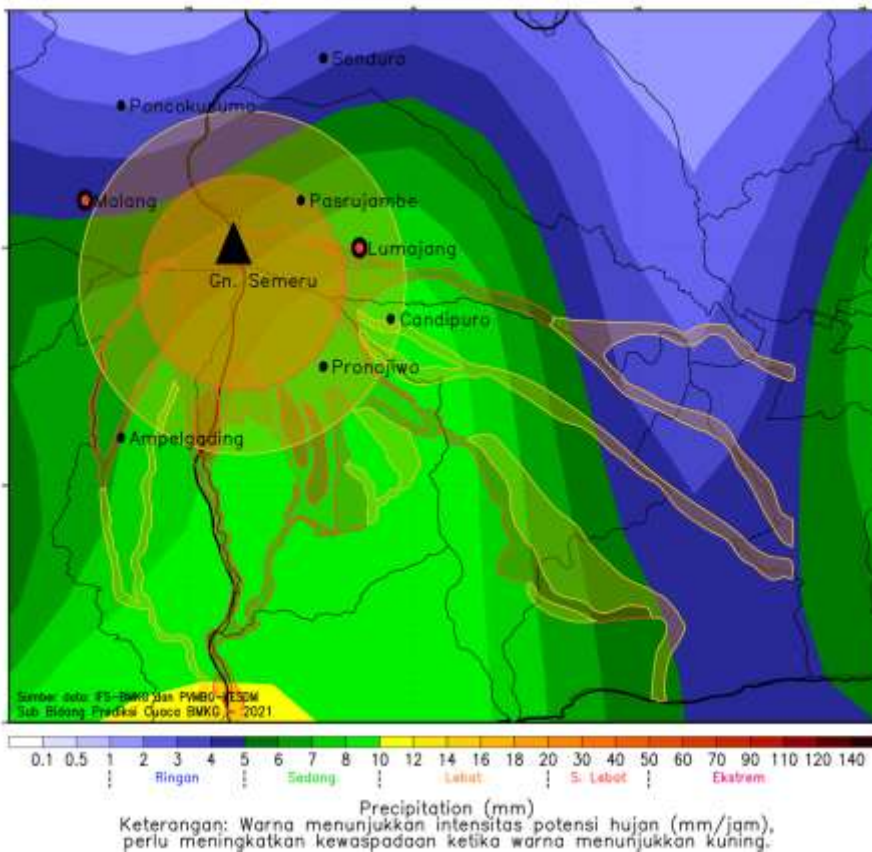 Senduro
Poncokusumo
Malang
Pasrujambe
Lumajang
Gn. Semeru
Candipuro
Pronojiwo
Ampelgading
Sumber data: IFS-BMKG dan PVMBG-KESDM
Sub Bidang Prediksi Cuaca BMKG - 2021
0.1 0.5 1 2 3 4 5 6 7 8 10 12 14 16 18 20 30 40 50 60 70 90 110 120 140
Ringan Sedang Lebat S. Lebat Ekstrem
Precipitation (mm)
Keterangan: Warna menunjukkan intensitas potensi hujan (mm/jam),
perlu meningkatkan kewaspadaan ketika warna menunjukkan kuning.